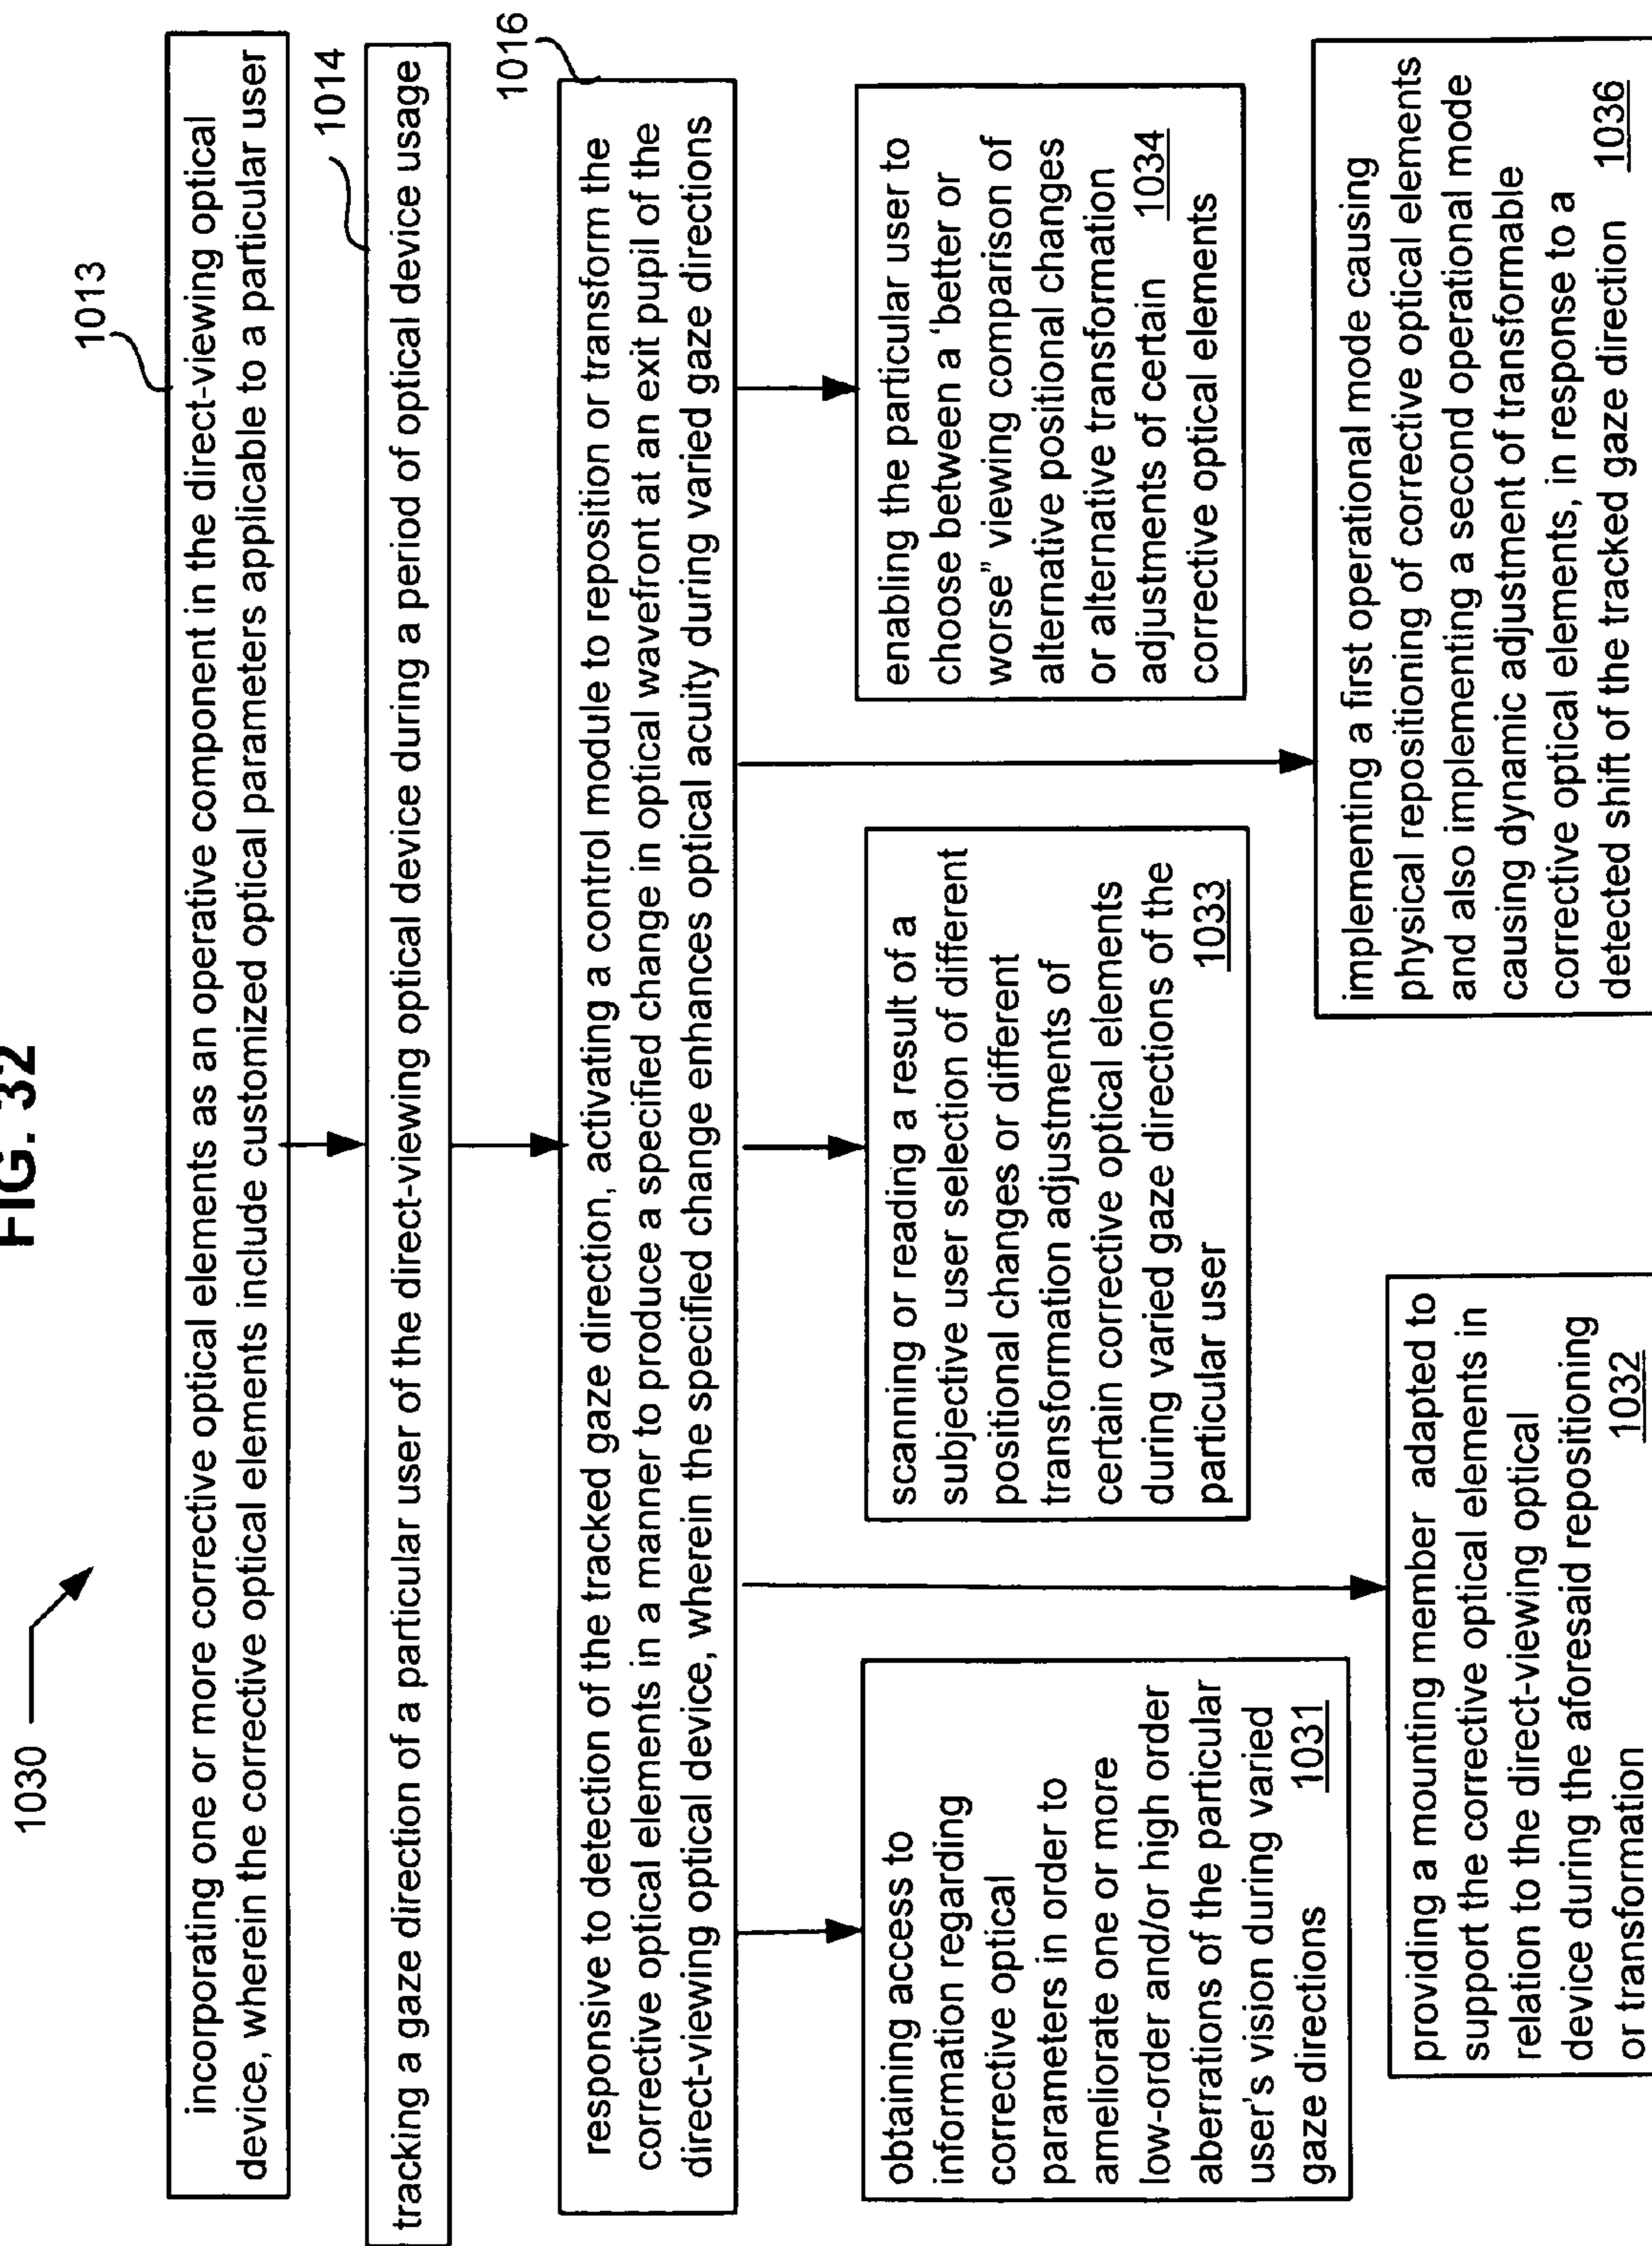 FIG. 32
1030
1013
incorporating one or more corrective optical elements as an operative component in the direct-viewing optical
device, wherein the corrective optical elements include customized optical parameters applicable to a particular user
1014
tracking a gaze direction of a particular user of the direct-viewing optical device during a period of optical device usage
1016
responsive to detection of the tracked gaze direction, activating a control module to reposition or transform the
corrective optical elements in a manner to produce a specified change in optical wavefront at an exit pupil of the
direct-viewing optical device, wherein the specified change enhances optical acuity during varied gaze directions
obtaining access to
information regarding
corrective optical
parameters in order to
ameliorate one or more
low-order and/or high order
aberrations of the particular
user's vision during varied
gaze directions 1031
scanning or reading a result of a
subjective user selection of different
positional changes or different
transformation adjustments of
certain corrective optical elements
during varied gaze directions of the
particular user 1033
enabling the particular user to
choose between a 'better or
worse" viewing comparison of
alternative positional changes
or alternative transformation
adjustments of certain 1034
corrective optical elements
providing a mounting member adapted to
support the corrective optical elements in
relation to the direct-viewing optical
device during the aforesaid repositioning
or transformation 1032
implementing a first operational mode causing
physical repositioning of corrective optical elements
and also implementing a second operational mode
causing dynamic adjustment of transformable
corrective optical elements, in response to a
detected shift of the tracked gaze direction 1036